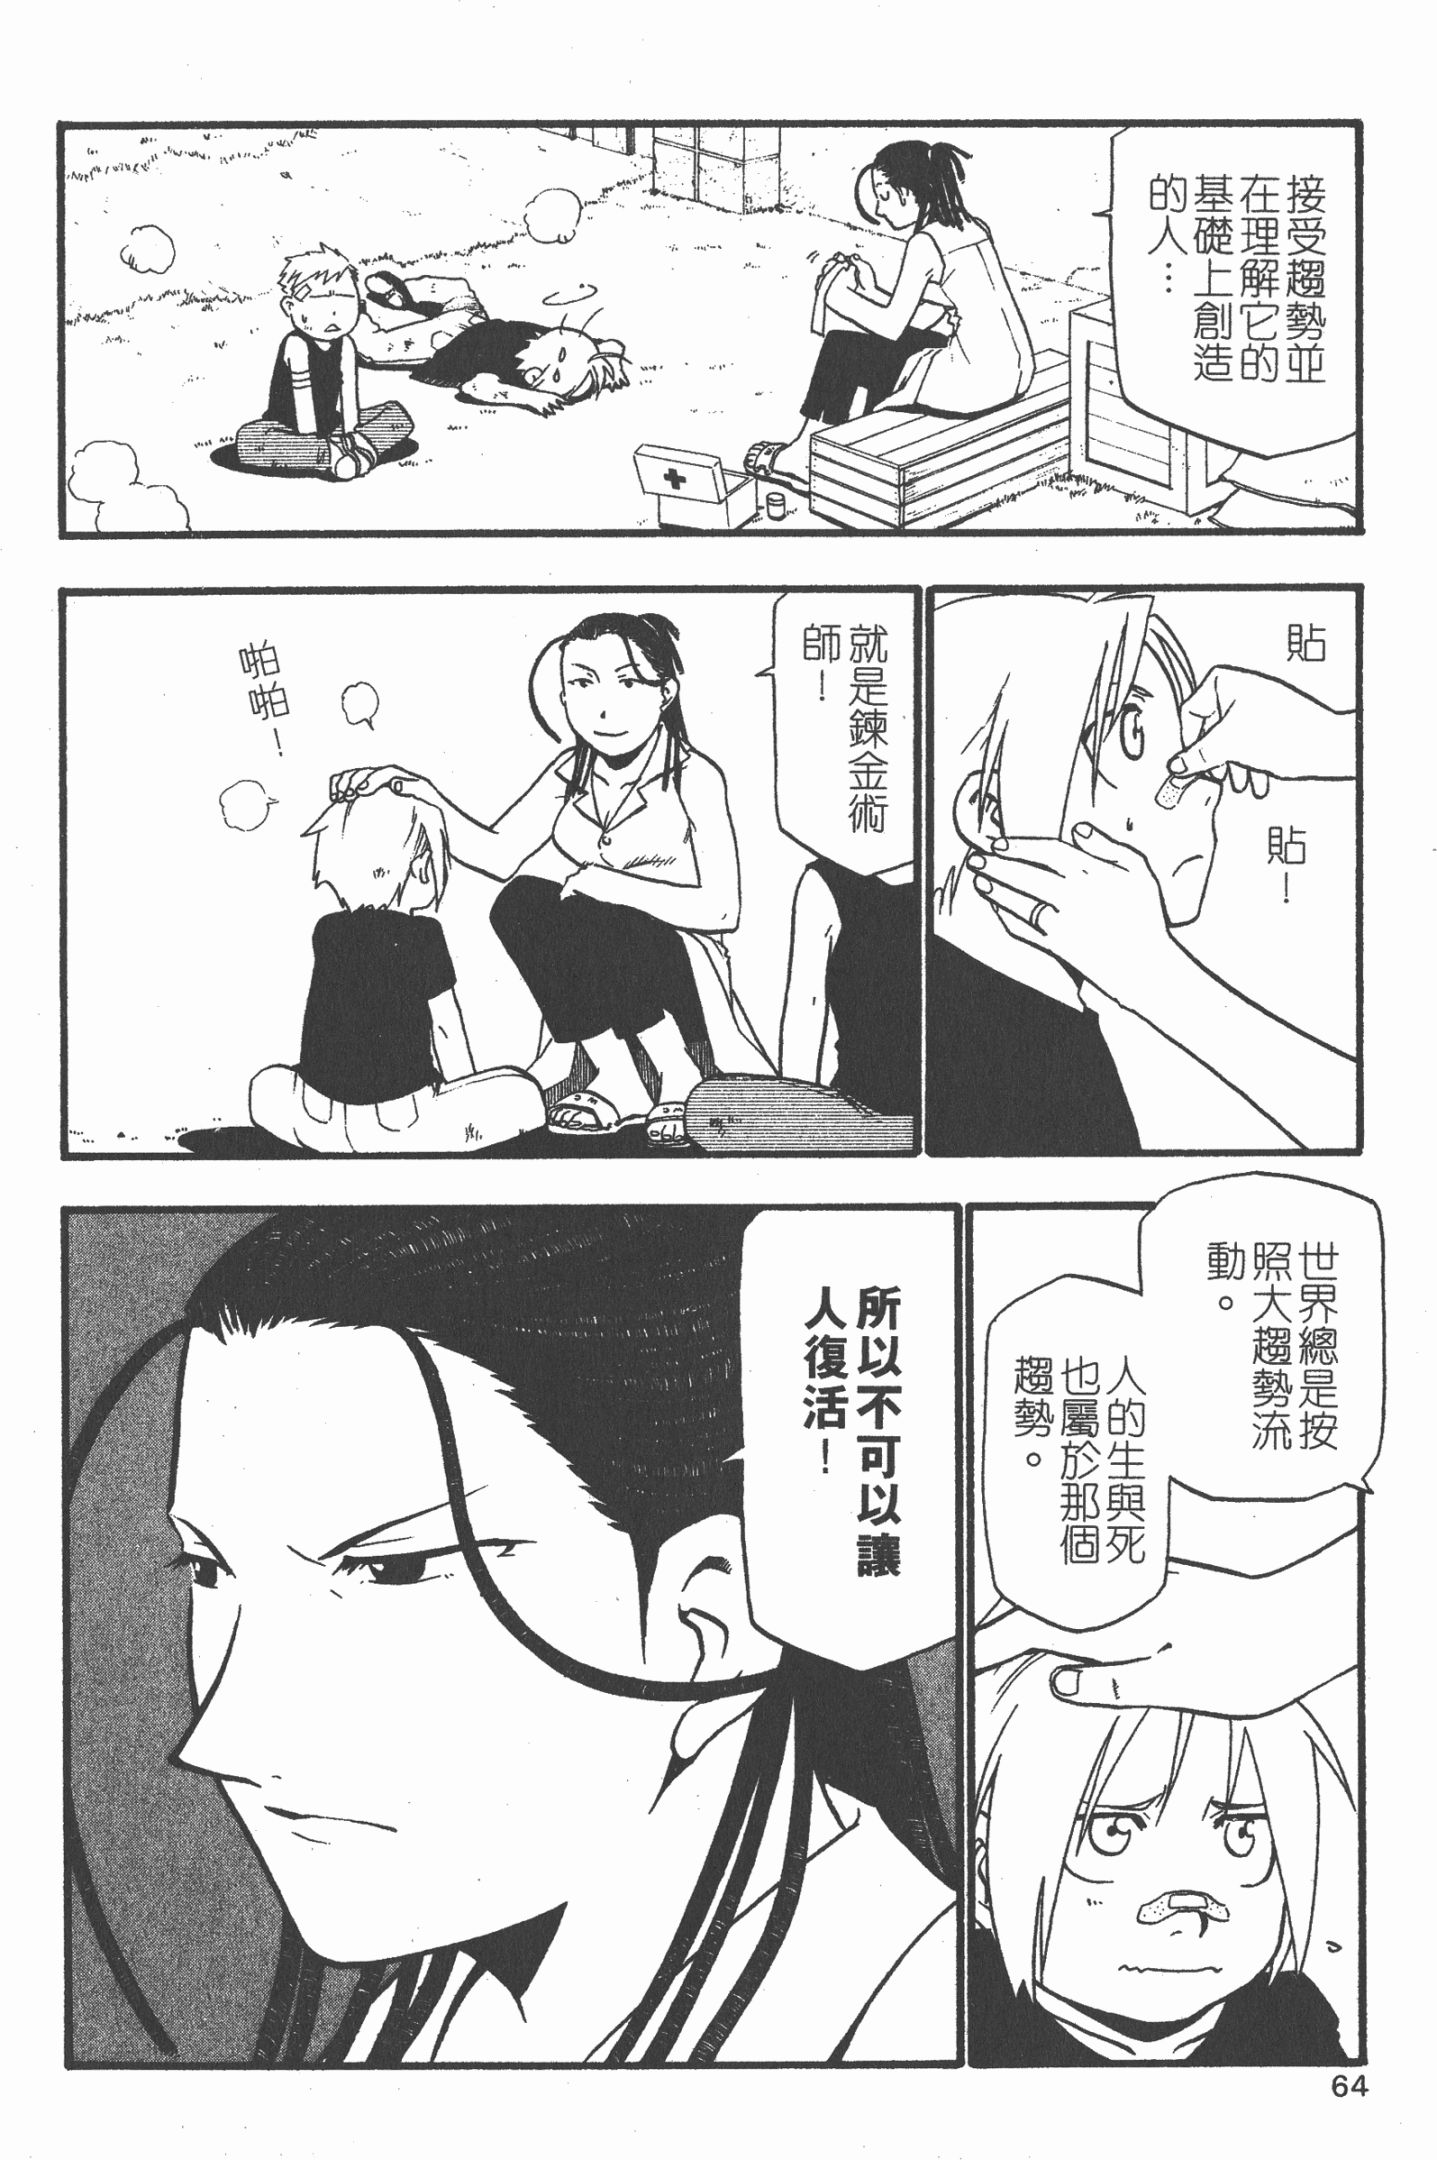 接受趨勢並
在理解它的
基礎上創造
的人…
貼
貼！
就是鍊金術
師！
啪啪！
世界總是按
照大趨勢流
動。
人的生與死
也屬於那個
趨勢。
所以不可以讓
人復活！
64